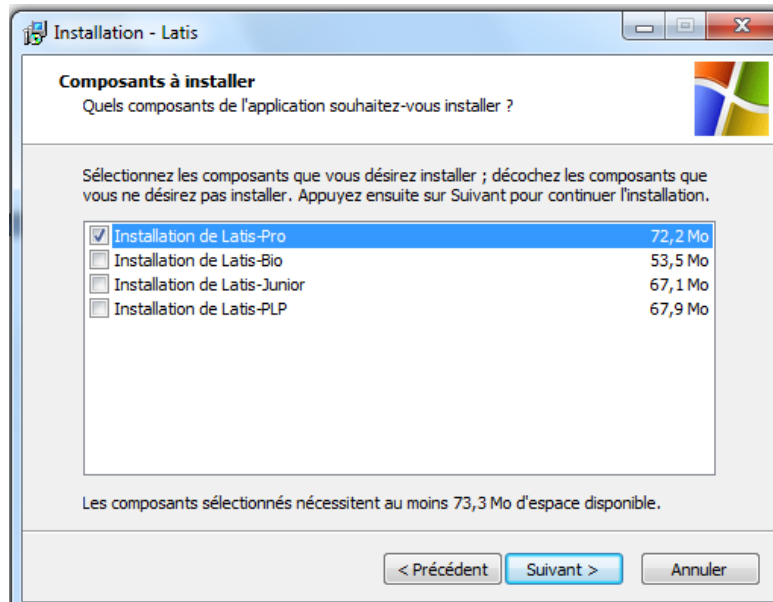 Installation - Latis
Composants à installer
Quels composants de l'application souhaitez-vous installer ?
Sélectionnez les composants que vous désirez installer ; décochez les composants que
vous ne désirez pas installer. Appuyez ensuite sur Suivant pour continuer l'installation.
Installation de Latis-Pro 72,2 Mo
Installation de Latis-Bio 53,5 Mo
Installation de Latis-Junior 67,1 Mo
Installation de Latis-PLP 67,9 Mo
Les composants sélectionnés nécessitent au moins 73,3 Mo d'espace disponible.
< Précédent Suivant > Annuler